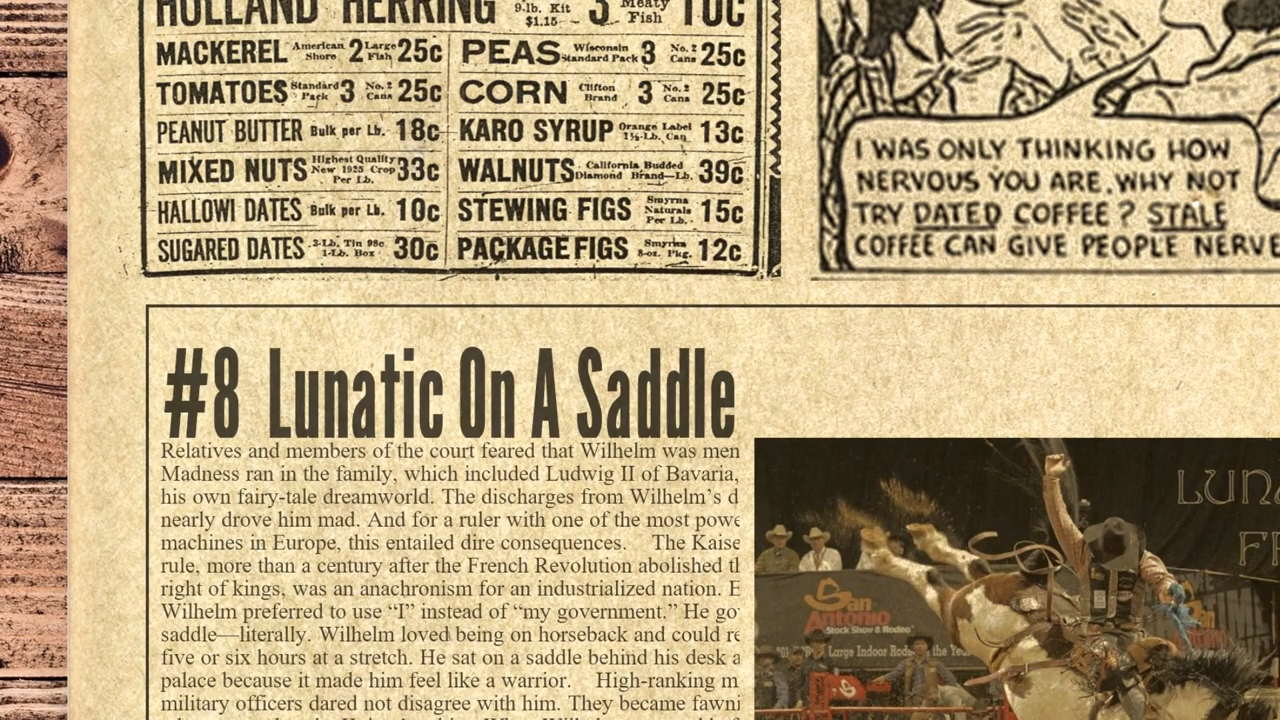 HOLLAND HERRING 9-lb. Kit $1.15 3 Meaty Fish 10c
MACKEREL American Shore 2 Large Fish 25c
PEAS Wisconsin Standard Pack 3 No. 2 Cans 25c
TOMATOES Standard Pack 3 No. 2 Cans 25c
CORN Clifton Brand 3 No. 2 Cans 25c
PEANUT BUTTER Bulk per Lb. 18c
KARO SYRUP Orange Label 1½-Lb. Can 13c
MIXED NUTS Highest Quality New 1925 Crop Per Lb. 33c
WALNUTS California Budded Diamond Brand—Lb. 39c
HALLOWI DATES Bulk per Lb. 10c
STEWING FIGS Smyrna Naturals Per Lb. 15c
SUGARED DATES 3-Lb. Tin 98c 1-Lb. Box 30c
PACKAGE FIGS Smyrna 8-oz. Pkg. 12c
I WAS ONLY THINKING HOW
NERVOUS YOU ARE. WHY NOT
TRY DATED COFFEE? STALE
COFFEE CAN GIVE PEOPLE NERVE
#8 Lunatic On A Saddle
Relatives and members of the court feared that Wilhelm was men
Madness ran in the family, which included Ludwig II of Bavaria,
his own fairy-tale dreamworld. The discharges from Wilhelm's d
nearly drove him mad. And for a ruler with one of the most powe
machines in Europe, this entailed dire consequences. The Kaise
rule, more than a century after the French Revolution abolished th
right of kings, was an anachronism for an industrialized nation. E
Wilhelm preferred to use “I” instead of “my government.” He go
saddle—literally. Wilhelm loved being on horseback and could re
five or six hours at a stretch. He sat on a saddle behind his desk a
palace because it made him feel like a warrior. High-ranking m
military officers dared not disagree with him. They became fawni
LUN
F
San Antonio
Stock Show & Rodeo
Large Indoor Rodeo of the Year